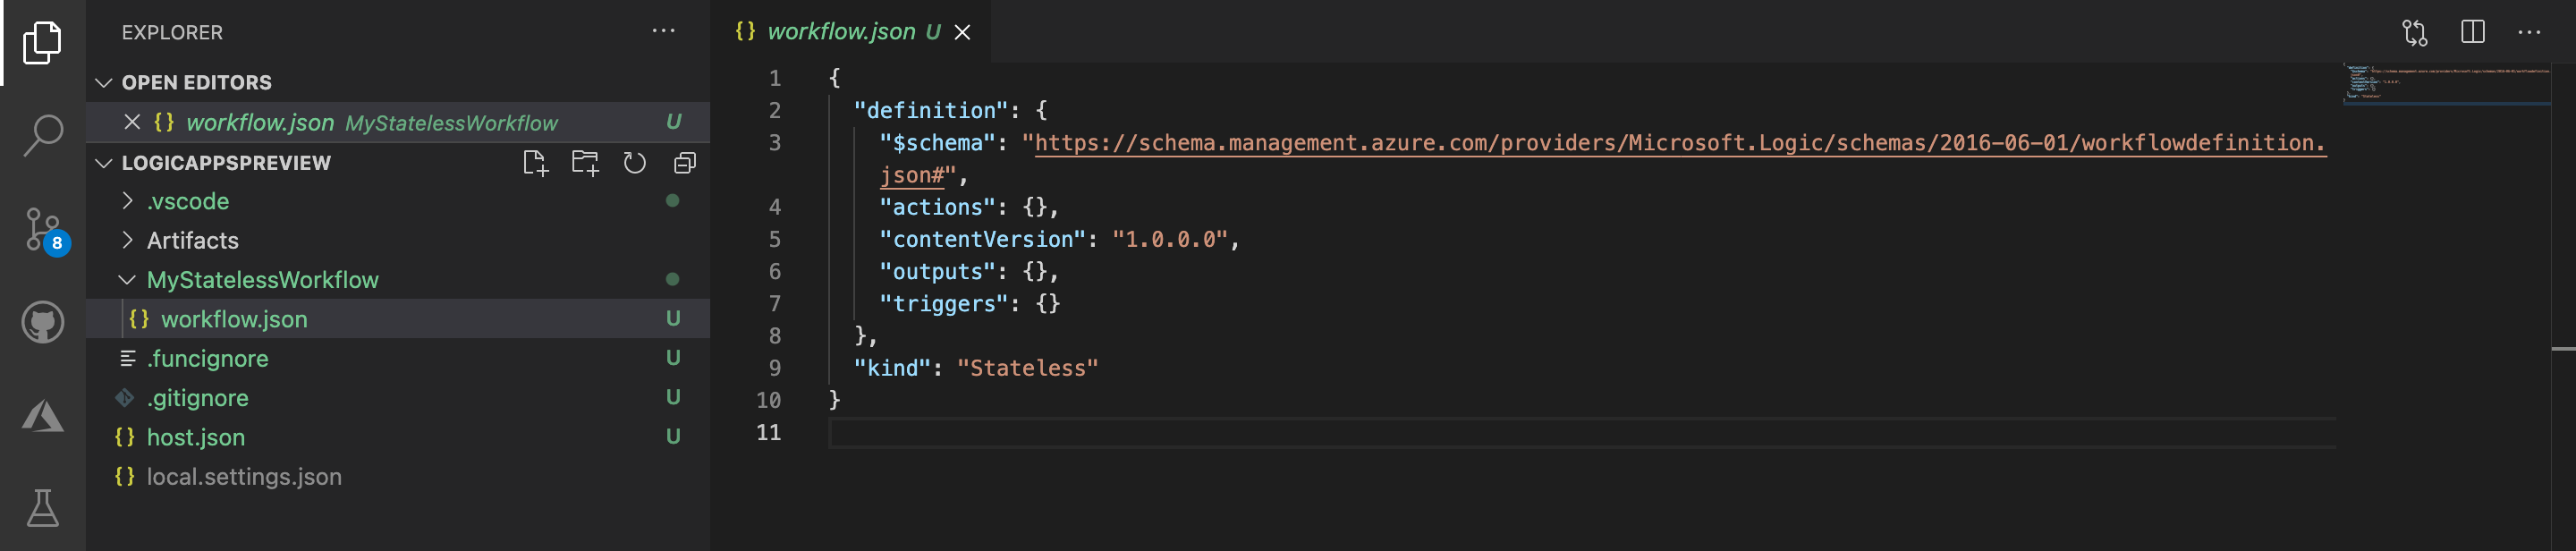 EXPLORER
OPEN EDITORS
workflow.json MyStatelessWorkflow U
LOGICAPPSPREVIEW
.vscode
Artifacts
MyStatelessWorkflow
{} workflow.json U
.funcignore U
.gitignore U
{} host.json U
{} local.settings.json
8
{} workflow.json U
1 {
2 "definition": {
3 "$schema": "https://schema.management.azure.com/providers/Microsoft.Logic/schemas/2016-06-01/workflowdefinition.
json#",
4 "actions": {},
5 "contentVersion": "1.0.0.0",
6 "outputs": {},
7 "triggers": {}
8 },
9 "kind": "Stateless"
10 }
11